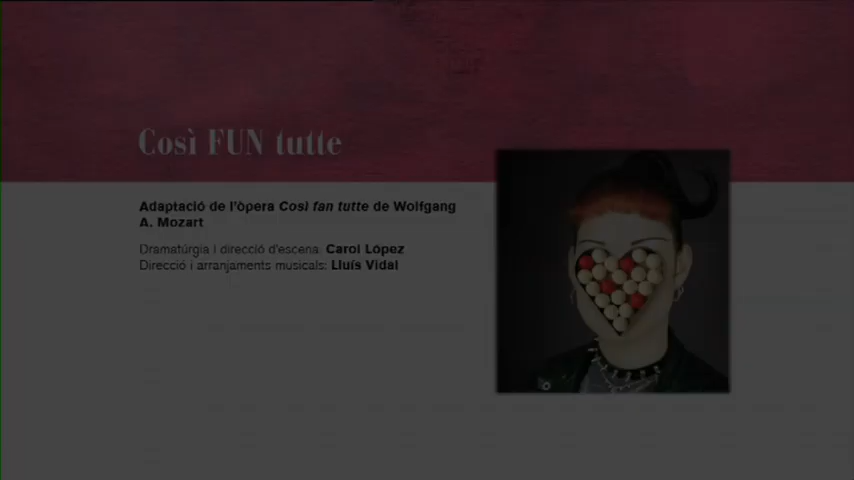 Così FUN tutte
Adaptació de l'òpera Così fan tutte de Wolfgang
A. Mozart
Dramatúrgia i direcció d'escena: Carol López
Direcció i arranjaments musicals: Lluís Vidal